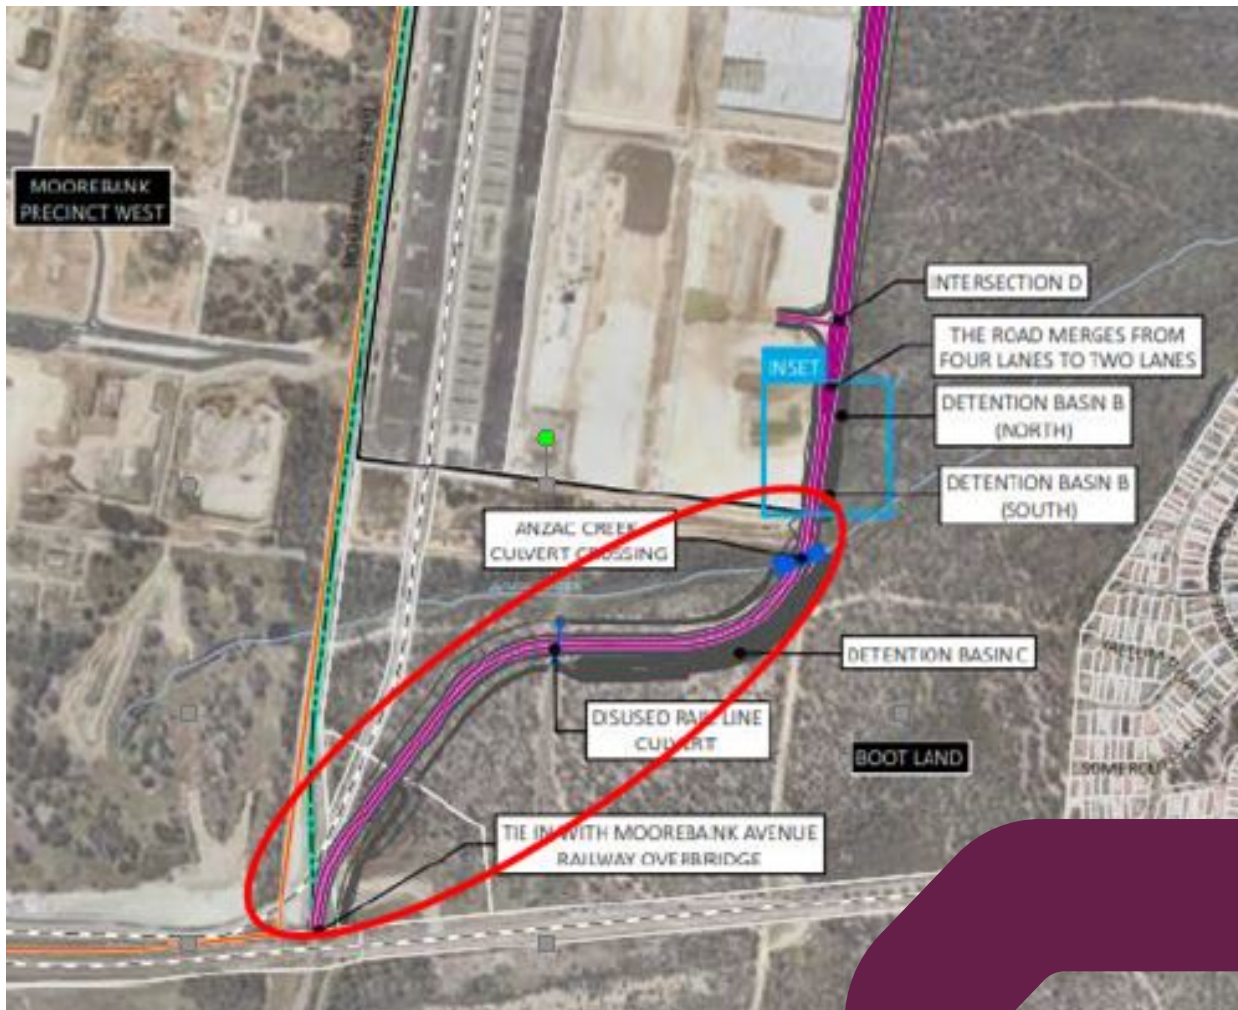 MOOREBANK
PRECINCT WEST
INTERSECTION D
THE ROAD MERGES FROM
FOUR LANES TO TWO LANES
INSET
DETENTION BASIN B
(NORTH)
DETENTION BASIN B
(SOUTH)
ANZAC CREEK
CULVERT CROSSING
DETENTION BASIN C
DISUSED RAIL LINE
CULVERT
BOOT LAND
TIE IN WITH MOOREBANK AVENUE
RAILWAY OVERBRIDGE